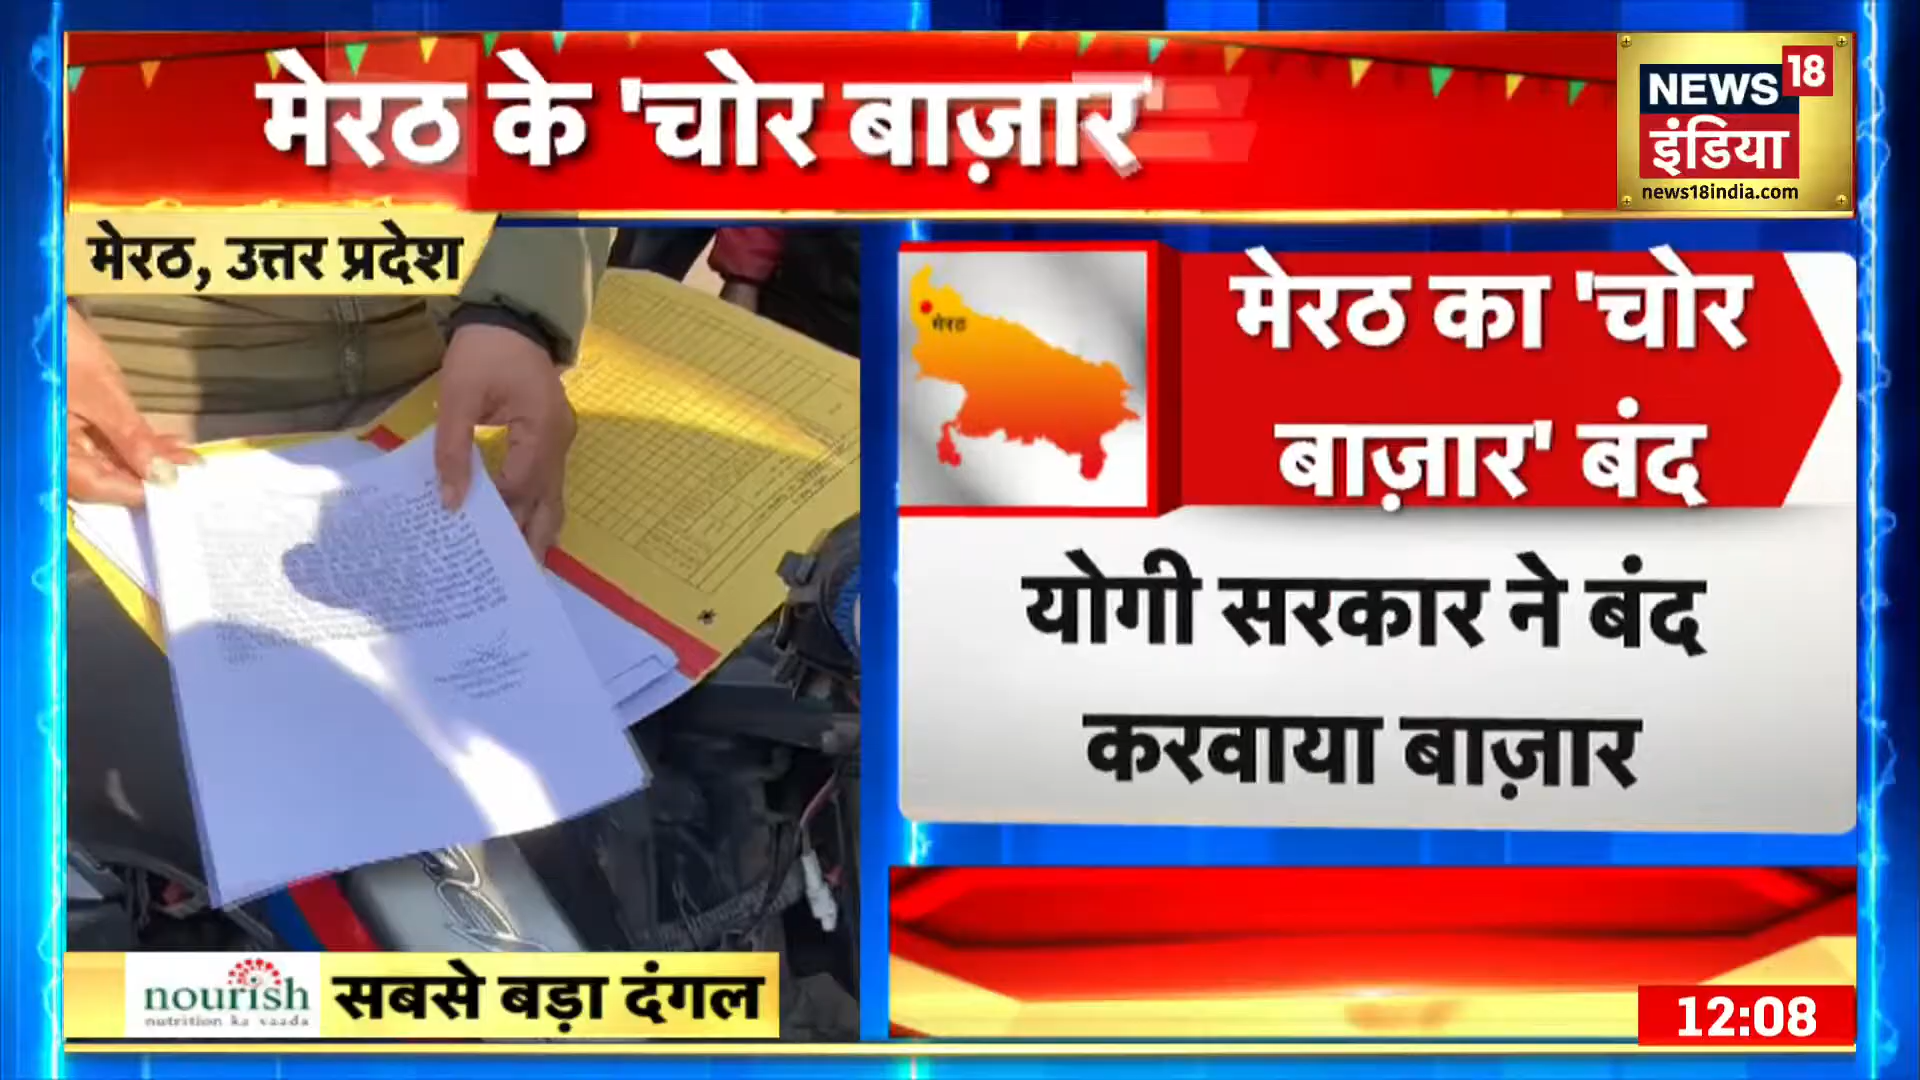 मेरठ के 'चोर बाज़ार'
NEWS 18
इंडिया
news18india.com
मेरठ, उत्तर प्रदेश
मेरठ
मेरठ का 'चोर
बाज़ार' बंद
योगी सरकार ने बंद
करवाया बाज़ार
nourish
nutrition ka vaada
सबसे बड़ा दंगल
12:08